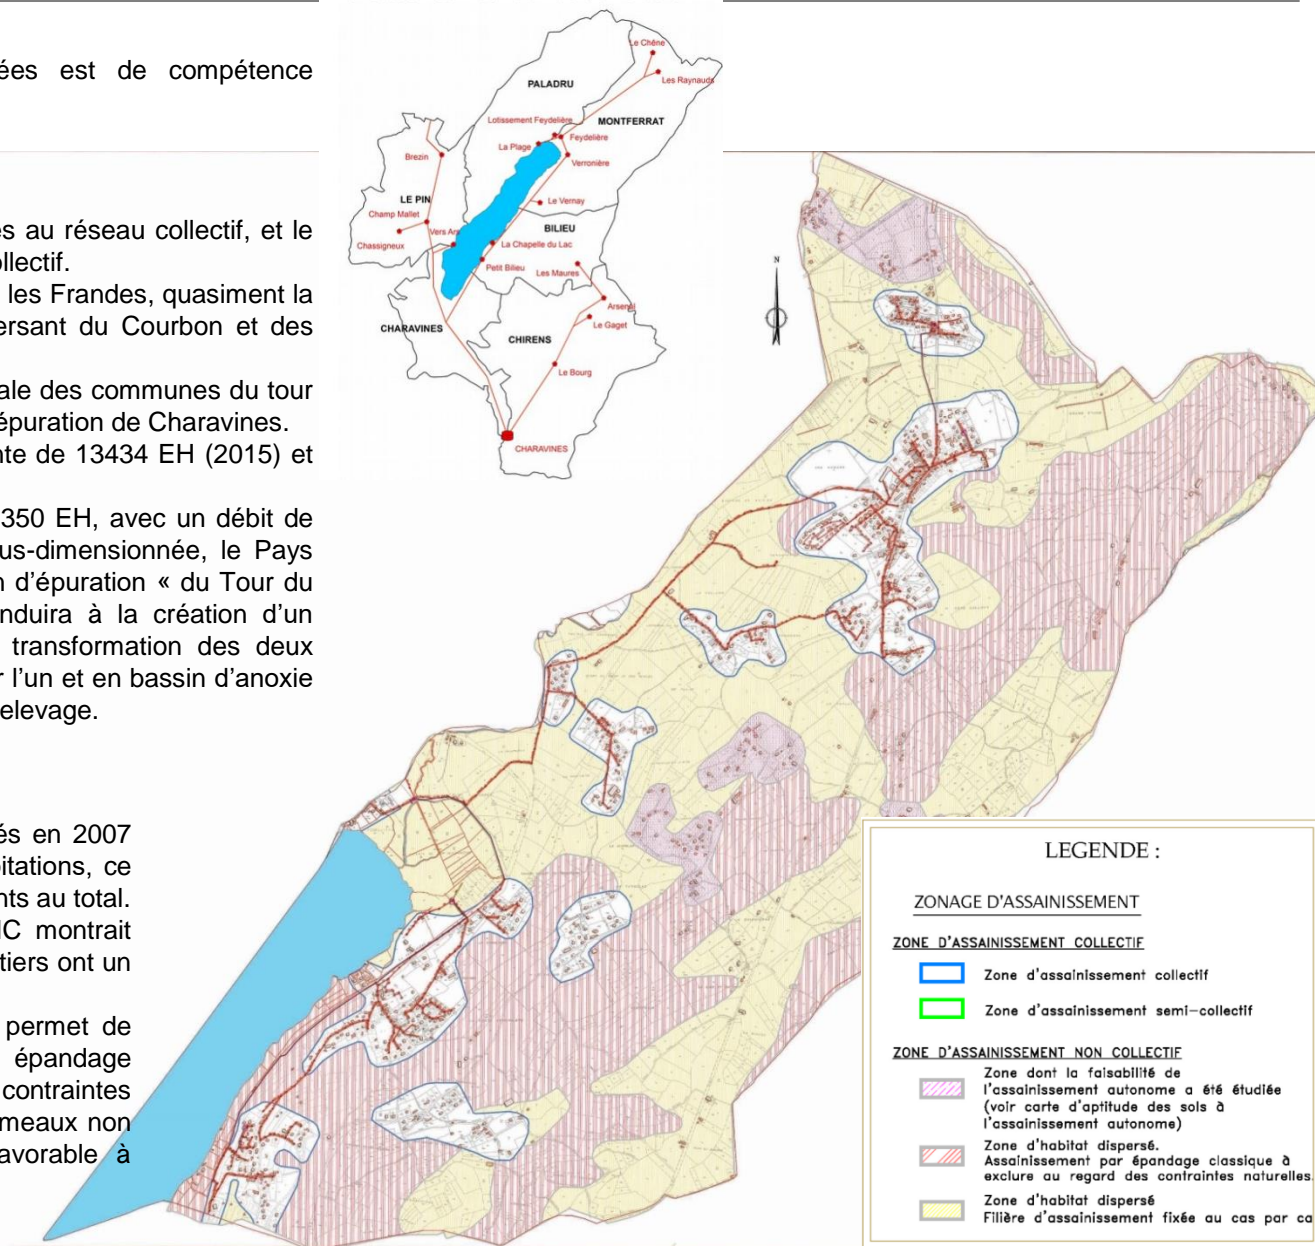 ées est de compétence
es au réseau collectif, et le
ollectif.
les Frandes, quasiment la
ersant du Courbon et des
ale des communes du tour
épuration de Charavines.
nte de 13434 EH (2015) et
350 EH, avec un débit de
us-dimensionnée, le Pays
n d'épuration « du Tour du
nduira à la création d'un
transformation des deux
r l'un et en bassin d'anoxie
elevage.
és en 2007
bitations, ce
nts au total.
NC montrait
tiers ont un
permet de
épandage
contraintes
meaux non
avorable à
Le Chêne
Les Raynauds
PALADRU
MONTFERRAT
Lotissement Feydelière
Feydelière
La Plage
Verronière
Brezin
LE PIN
Le Vernay
Champ Mallet
Vers Ars
BILIEU
Chassigneux
La Chapelle du Lac
Petit Bilieu
Les Maures
Arsenal
Le Gaget
CHARAVINES
CHIRENS
Le Bourg
CHARAVINES
N
LEGENDE :
ZONAGE D'ASSAINISSEMENT
ZONE D'ASSAINISSEMENT COLLECTIF
Zone d'assainissement collectif
Zone d'assainissement semi-collectif
ZONE D'ASSAINISSEMENT NON COLLECTIF
Zone dont la faisabilité de
l'assainissement autonome a été étudiée
(voir carte d'aptitude des sols à
l'assainissement autonome)
Zone d'habitat dispersé.
Assainissement par épandage classique à
exclure au regard des contraintes naturelles.
Zone d'habitat dispersé
Filière d'assainissement fixée au cas par ca